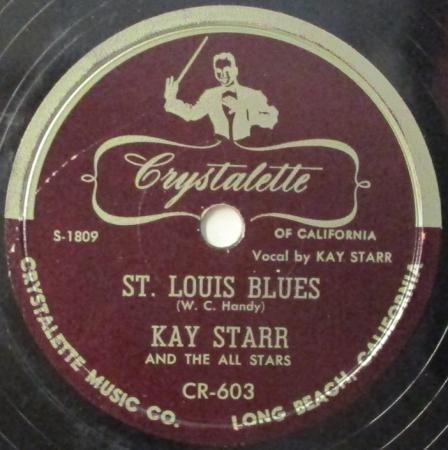 Crystalette
S-1809
OF CALIFORNIA
Vocal by KAY STARR
ST. LOUIS BLUES
(W. C. Handy)
KAY STARR
AND THE ALL STARS
CR-603
CRYSTALETTE MUSIC CO. LONG BEACH, CALIFORNIA